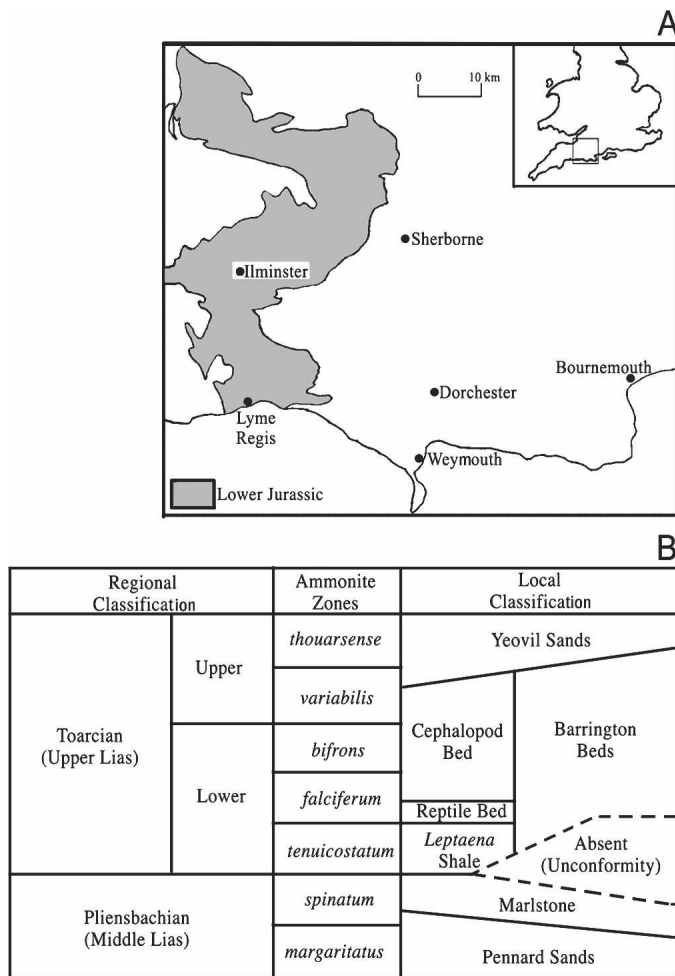 A
0 10 km
Sherborne
Ilminster
Bournemouth
Dorchester
Lyme
Regis
Weymouth
Lower Jurassic
B
Regional
Classification
Ammonite
Zones
Local
Classification
Toarcian
(Upper Lias)
Upper
Lower
thouarsense
variabilis
bifrons
falciferum
tenuicostatum
Yeovil Sands
Cephalopod
Bed
Barrington
Beds
Reptile Bed
Leptaena
Shale
Absent
(Unconformity)
Pliensbachian
(Middle Lias)
spinatum
margaritatus
Marlstone
Pennard Sands